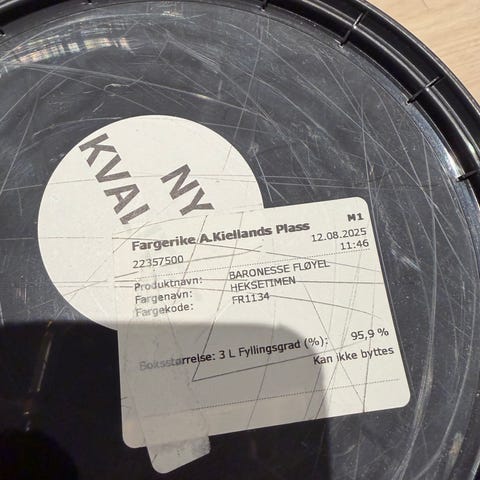 NY
KVAL
Fargerike A.Kiellands Plass
M1
22357500
12.08.2025
11:46
Produktnavn: BARONESSE FLØYEL
Fargenavn: HEKSETIMEN
Fargekode: FR1134
Boksstørrelse: 3 L Fyllingsgrad (%): 95,9 %
Kan ikke byttes